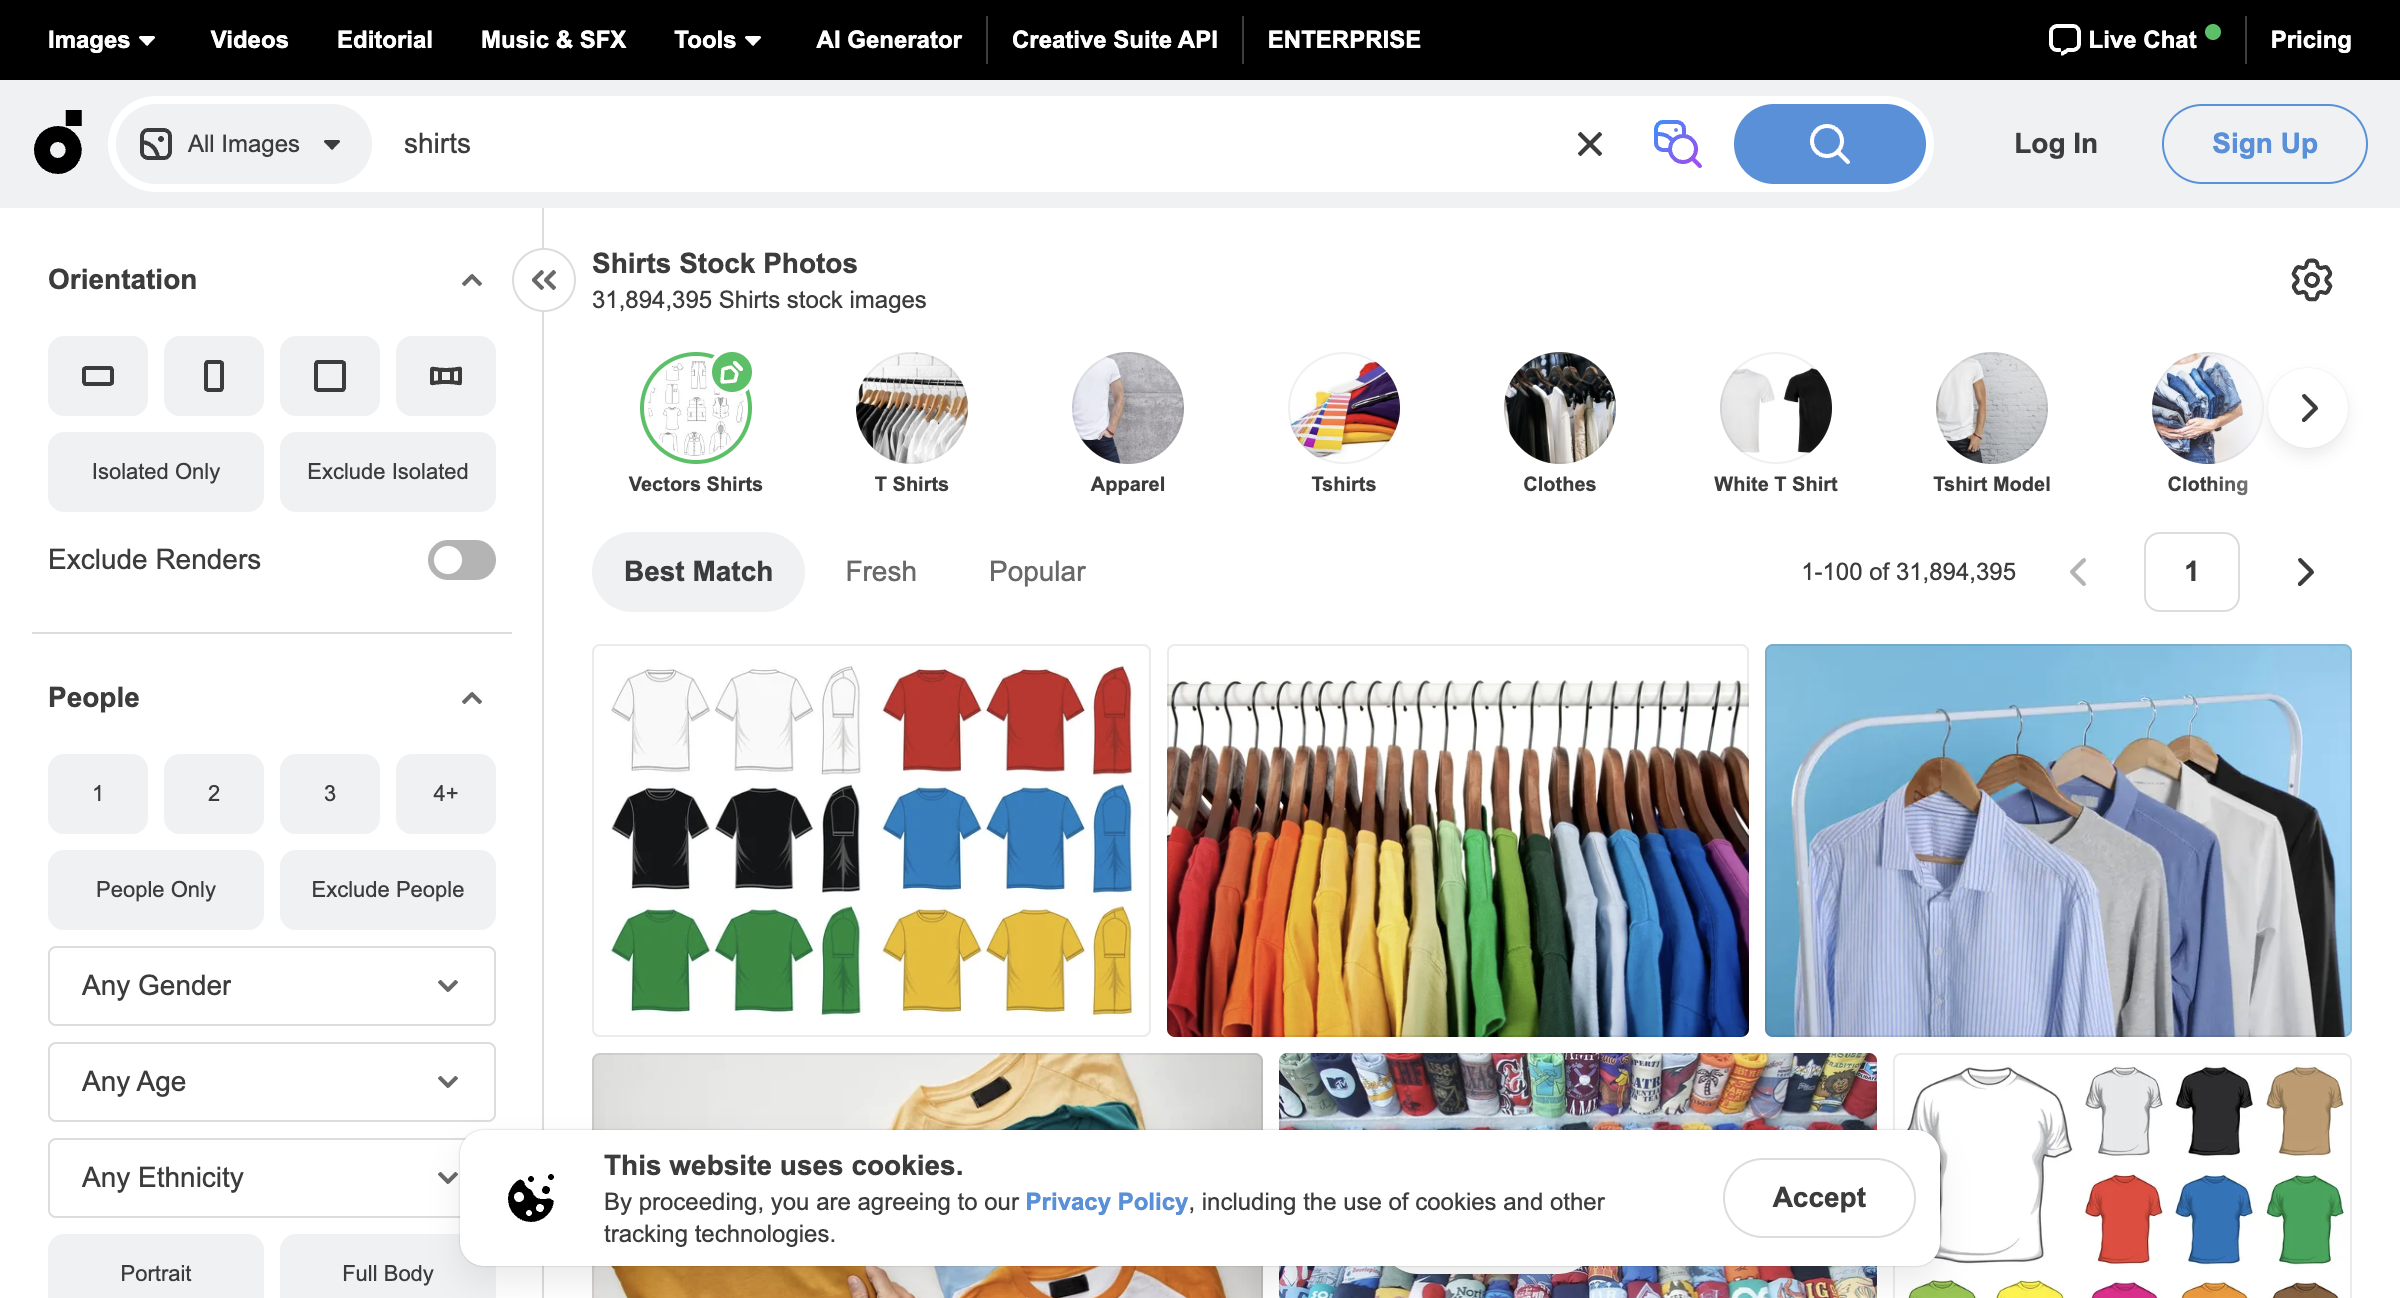 Images
Videos
Editorial
Music & SFX
Tools
AI Generator
Creative Suite API
ENTERPRISE
Live Chat
Pricing
All Images
shirts
Log In
Sign Up
Orientation
Isolated Only
Exclude Isolated
Exclude Renders
People
1
2
3
4+
People Only
Exclude People
Any Gender
Any Age
Any Ethnicity
Portrait
Full Body
Shirts Stock Photos
31,894,395 Shirts stock images
Vectors Shirts
T Shirts
Apparel
Tshirts
Clothes
White T Shirt
Tshirt Model
Clothing
Best Match
Fresh
Popular
1-100 of 31,894,395
1
This website uses cookies.
By proceeding, you are agreeing to our Privacy Policy, including the use of cookies and other
tracking technologies.
Accept